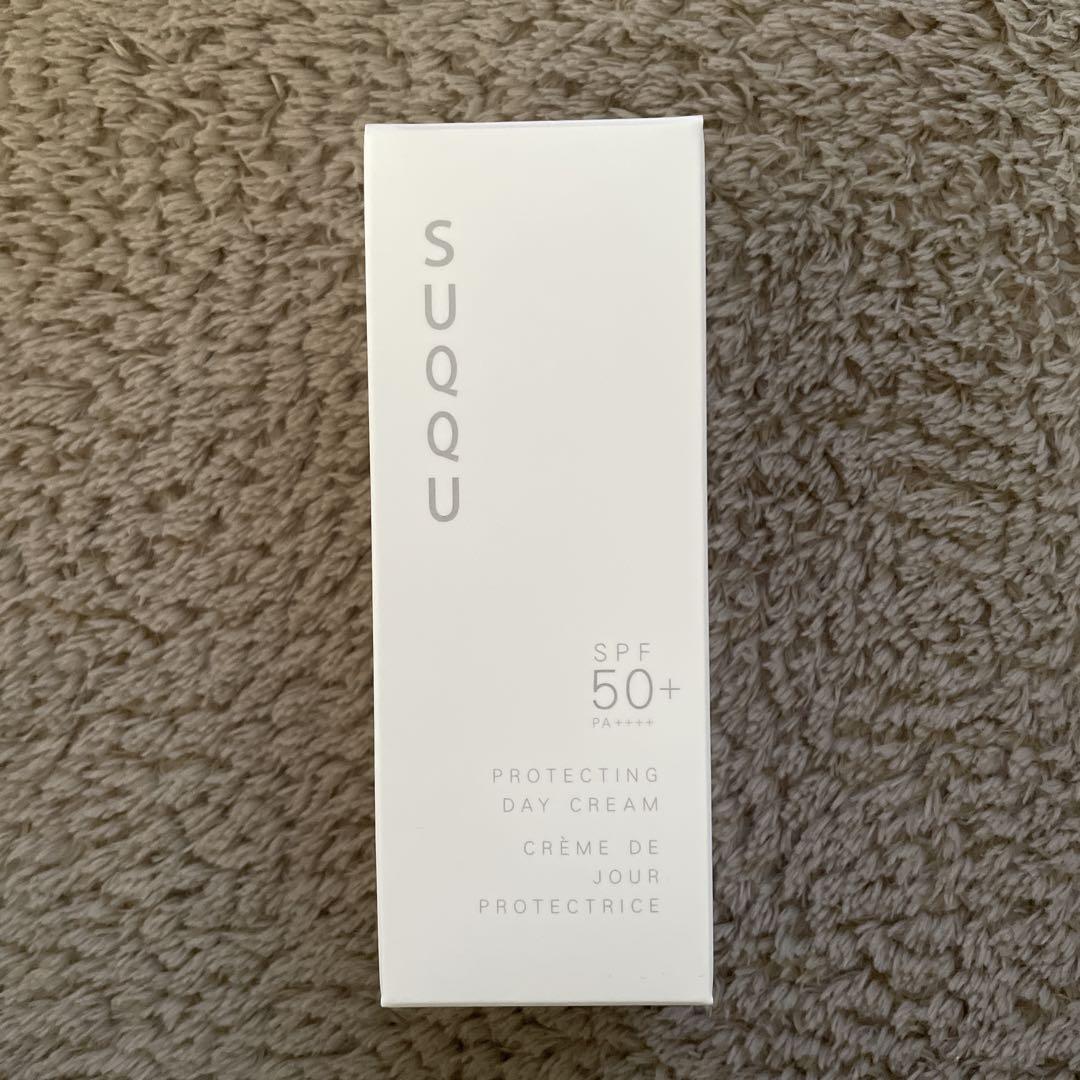 SUQQU
SPF
50+
PA++++
PROTECTING
DAY CREAM
CRÈME DE
JOUR
PROTECTRICE